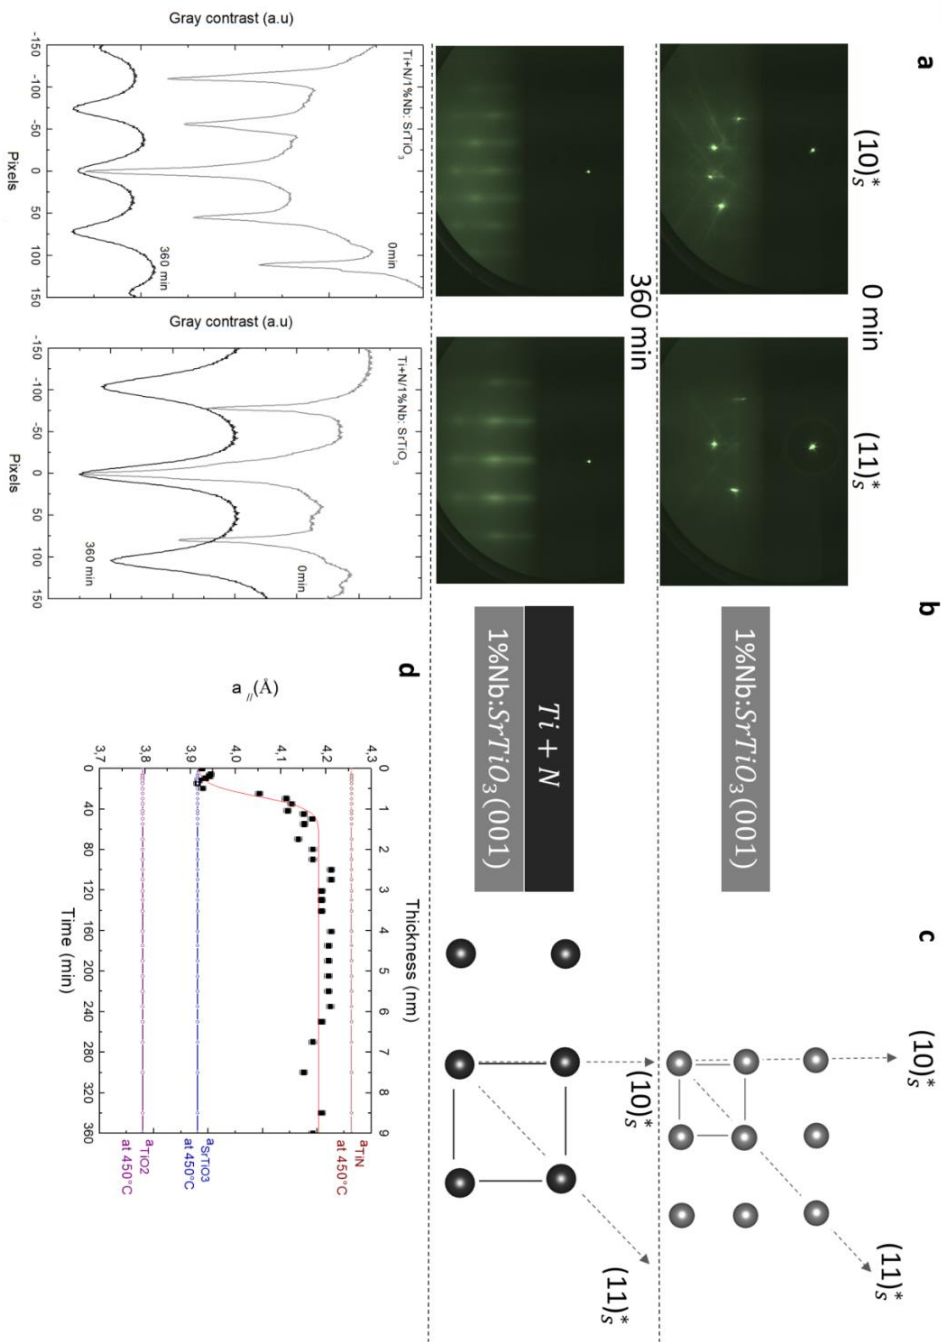 a
(10)*s
0 min
(11)*s
360 min
Gray contrast (a.u)
Ti+N/1%Nb: SrTiO3
0min
360 min
-150
-100
-50
0
50
100
150
Pixels
Gray contrast (a.u)
Ti+N/1%Nb: SrTiO3
0min
360 min
-150
-100
-50
0
50
100
150
Pixels
b
1%Nb:SrTiO3(001)
Ti + N
1%Nb:SrTiO3(001)
c
(10)*s
(11)*s
(10)*s
(11)*s
d
Thickness (nm)
0 1 2 3 4 5 6 7 8 9
a//(Å)
4,3
4,2
4,1
4,0
3,9
3,8
3,7
0 40 80 120 160 200 240 280 320 360
Time (min)
aTiN
at 450°C
aSrTiO3
at 450°C
aTiO2
at 450°C